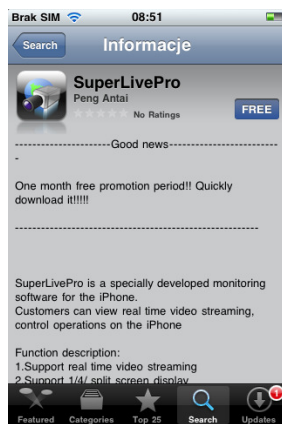 Brak SIM 08:51
Search Informacje
SuperLivePro
Peng Antai
No Ratings
FREE
----------------------Good news--------------------------
-
One month free promotion period!! Quickly
download it!!!!!
----------------------------------------------------------
SuperLivePro is a specially developed monitoring
software for the iPhone.
Customers can view real time video streaming,
control operations on the iPhone
Function description:
1.Support real time video streaming
2.Support 1/4/ split screen display
Featured Categories Top 25 Search Updates
1